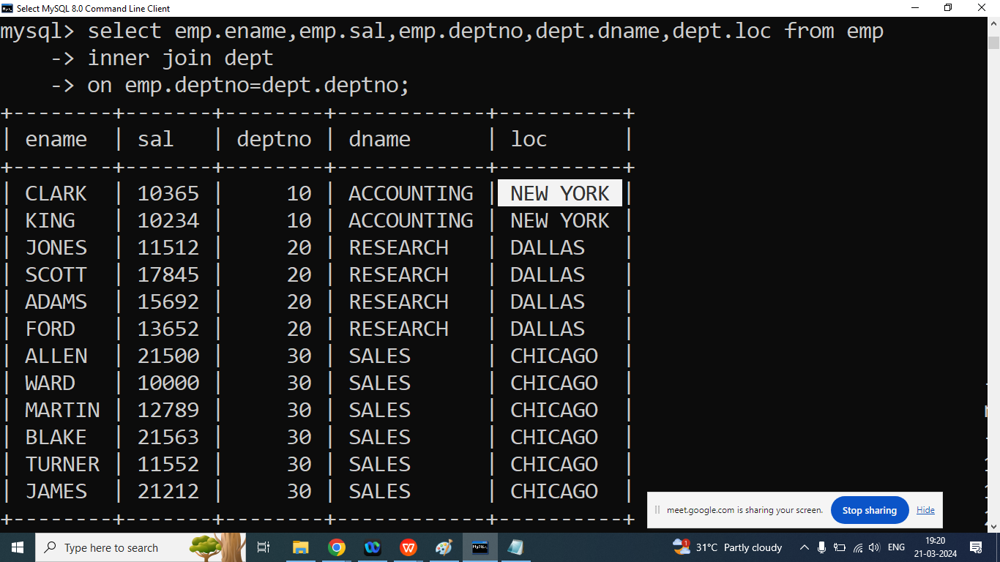 Select MySQL 8.0 Command Line Client
mysql> select emp.ename,emp.sal,emp.deptno,dept.dname,dept.loc from emp
    -> inner join dept
    -> on emp.deptno=dept.deptno;
+--------+-------+--------+------------+----------+
| ename  | sal   | deptno | dname      | loc      |
+--------+-------+--------+------------+----------+
| CLARK  | 10365 |     10 | ACCOUNTING | NEW YORK |
| KING   | 10234 |     10 | ACCOUNTING | NEW YORK |
| JONES  | 11512 |     20 | RESEARCH   | DALLAS   |
| SCOTT  | 17845 |     20 | RESEARCH   | DALLAS   |
| ADAMS  | 15692 |     20 | RESEARCH   | DALLAS   |
| FORD   | 13652 |     20 | RESEARCH   | DALLAS   |
| ALLEN  | 21500 |     30 | SALES      | CHICAGO  |
| WARD   | 10000 |     30 | SALES      | CHICAGO  |
| MARTIN | 12789 |     30 | SALES      | CHICAGO  |
| BLAKE  | 21563 |     30 | SALES      | CHICAGO  |
| TURNER | 11552 |     30 | SALES      | CHICAGO  |
| JAMES  | 21212 |     30 | SALES      | CHICAGO  |
+--------+-------+--------+------------+----------+
meet.google.com is sharing your screen. Stop sharing Hide
Type here to search
31°C Partly cloudy ENG 19:20
21-03-2024